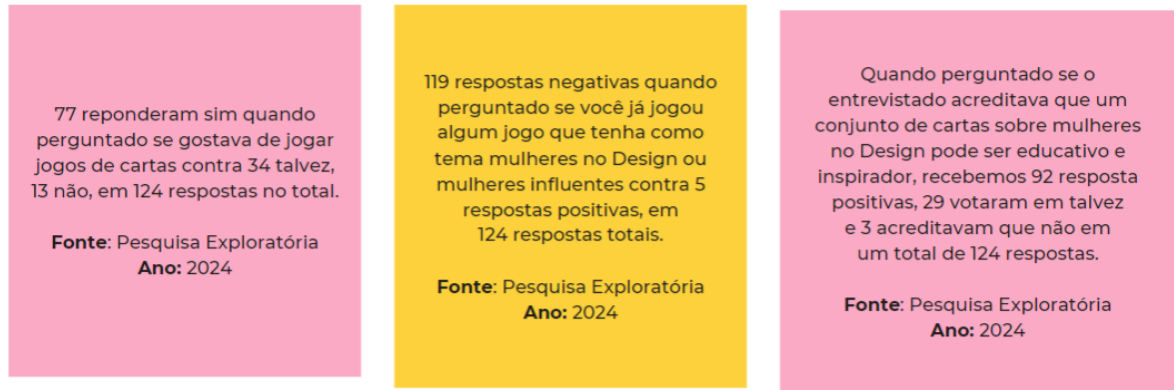 77 reponderam sim quando
perguntado se gostava de jogar
jogos de cartas contra 34 talvez,
13 não, em 124 respostas no total.
Fonte: Pesquisa Exploratória
Ano: 2024
119 respostas negativas quando
perguntado se você já jogou
algum jogo que tenha como
tema mulheres no Design ou
mulheres influentes contra 5
respostas positivas, em
124 respostas totais.
Fonte: Pesquisa Exploratória
Ano: 2024
Quando perguntado se o
entrevistado acreditava que um
conjunto de cartas sobre mulheres
no Design pode ser educativo e
inspirador, recebemos 92 resposta
positivas, 29 votaram em talvez
e 3 acreditavam que não em
um total de 124 respostas.
Fonte: Pesquisa Exploratória
Ano: 2024